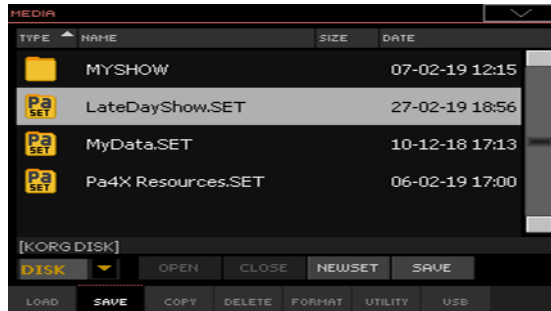 MEDIA
TYPE NAME SIZE DATE
MYSHOW 07-02-19 12:15
Pa SET LateDayShow.SET 27-02-19 18:56
Pa SET MyData.SET 10-12-18 17:13
Pa SET Pa4X Resources.SET 06-02-19 17:00
[KORG DISK]
DISK OPEN CLOSE NEWSET SAVE
LOAD SAVE COPY DELETE FORMAT UTILITY USB